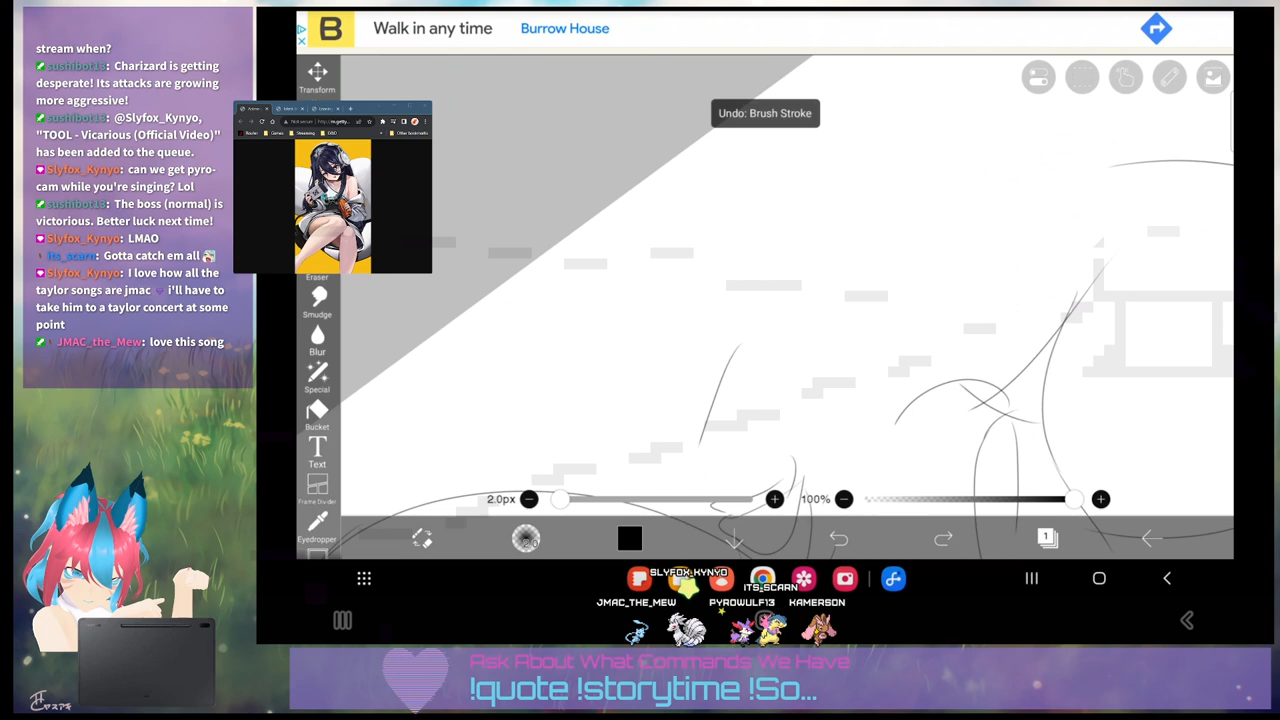 stream when?
sushibot13: Charizard is getting
desperate! Its attacks are growing
more aggressive!
sushibot13: @Slyfox_Kynyo,
"TOOL - Vicarious (Official Video)"
has been added to the queue.
Slyfox_Kynyo: can we get pyro-
cam while you're singing? Lol
sushibot13: The boss (normal) is
victorious. Better luck next time!
Slyfox_Kynyo: LMAO
its_scarn: Gotta catch em all
Slyfox_Kynyo: I love how all the
taylor songs are jmac i'll have to
take him to a taylor concert at some
point
JMAC_the_Mew: love this song
B
Walk in any time
Burrow House
Transform
Undo: Brush Stroke
Other bookmarks
Eraser
Smudge
Blur
Special
Bucket
T
Text
Frame Divider
Eyedropper
2.0px
100%
1
SLYFOX_KYNYO
ITS_SCARN
JMAC_THE_MEW
PYROWULF13
KAMERSON
Ask About What Commands We Have
!quote !storytime !So...